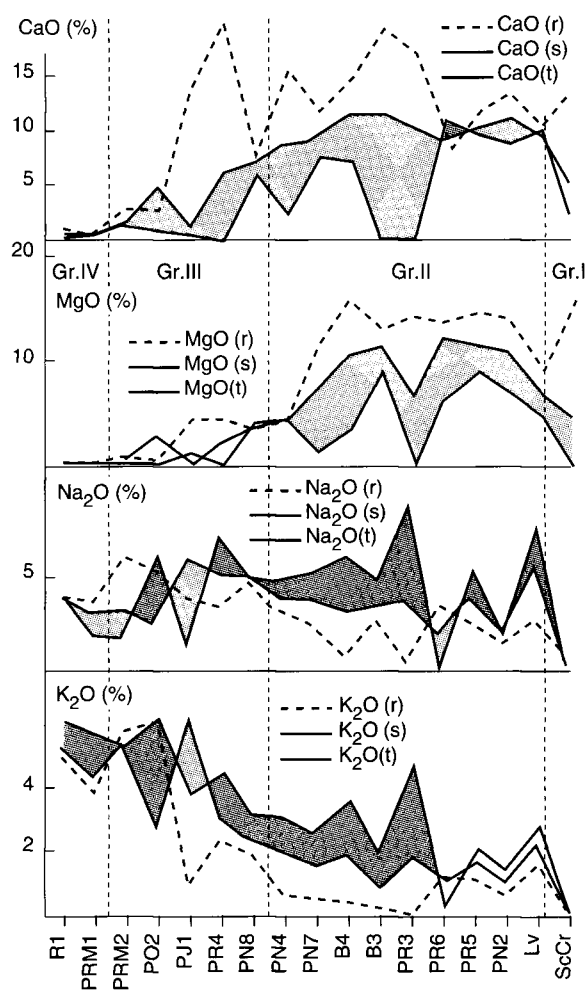 CaO (%)
CaO (r)
CaO (s)
CaO(t)
15
10
5
20
Gr.IV
Gr.III
Gr.II
Gr.I
MgO (%)
MgO (r)
MgO (s)
MgO(t)
10
Na₂O (%)
Na₂O (r)
Na₂O (s)
Na₂O(t)
5
K₂O (%)
K₂O (r)
K₂O (s)
K₂O(t)
4
2
R1
PRM1
PRM2
PO2
PJ1
PR4
PN8
PN4
PN7
B4
B3
PR3
PR6
PR5
PN2
Lv
ScCr